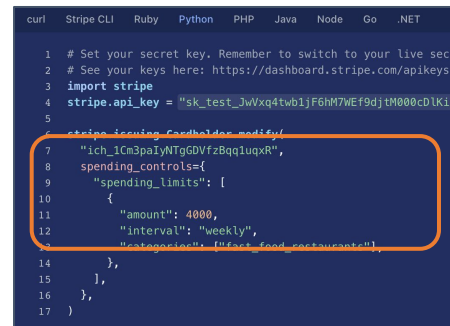 curl Stripe CLI Ruby Python PHP Java Node Go .NET
1 # Set your secret key. Remember to switch to your live sec
2 # See your keys here: https://dashboard.stripe.com/apikeys
3 import stripe
4 stripe.api_key = "sk_test_JwVxq4twb1jF6hM7WEf9djtM000cDlKi
5
6 stripe.issuing.Cardholder.modify(
7 "ich_1Cm3paIyNTgGDVfzBqq1uqxR",
8 spending_controls={
9 "spending_limits": [
10 {
11 "amount": 4000,
12 "interval": "weekly",
13 "categories": ["fast_food_restaurants"],
14 },
15 ],
16 },
17 )